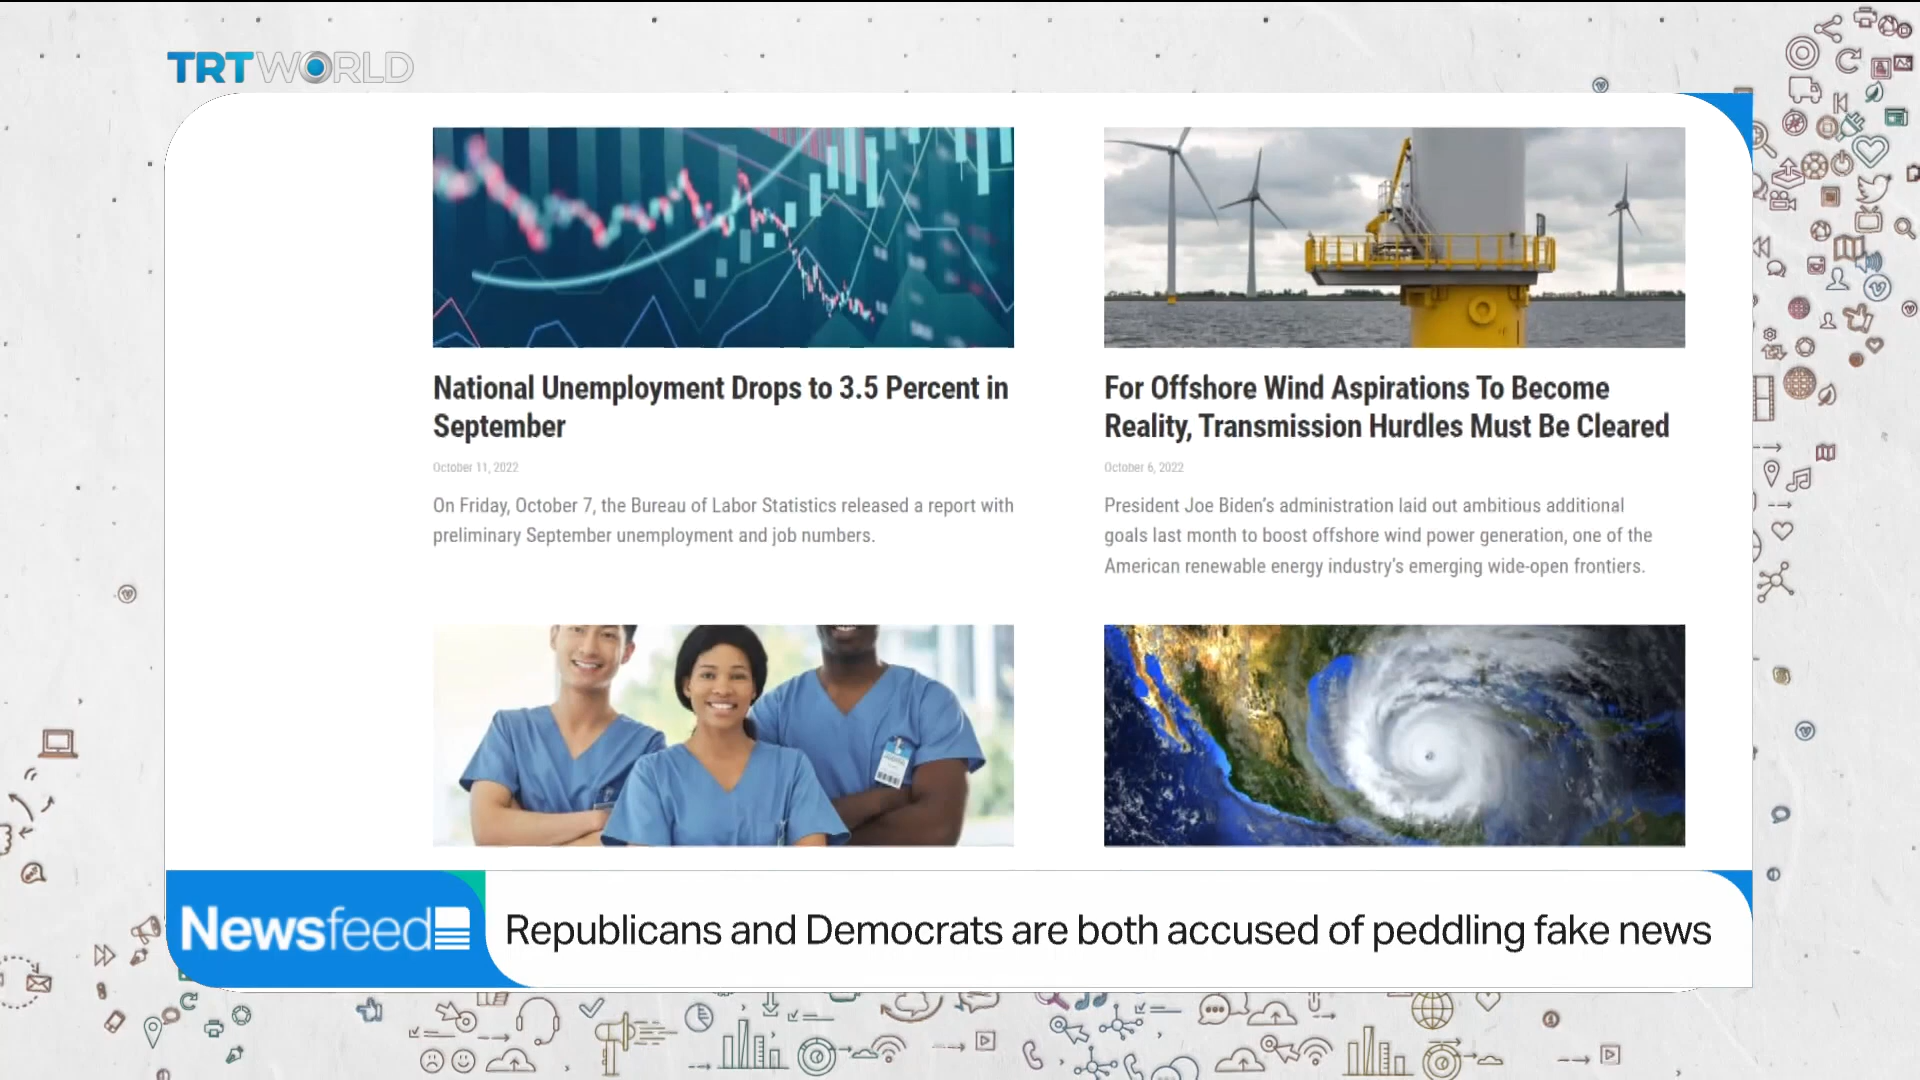 TRT WORLD
National Unemployment Drops to 3.5 Percent in
September
October 11, 2022
On Friday, October 7, the Bureau of Labor Statistics released a report with
preliminary September unemployment and job numbers.
For Offshore Wind Aspirations To Become
Reality, Transmission Hurdles Must Be Cleared
October 6, 2022
President Joe Biden's administration laid out ambitious additional
goals last month to boost offshore wind power generation, one of the
American renewable energy industry's emerging wide-open frontiers.
Newsfeed
Republicans and Democrats are both accused of peddling fake news